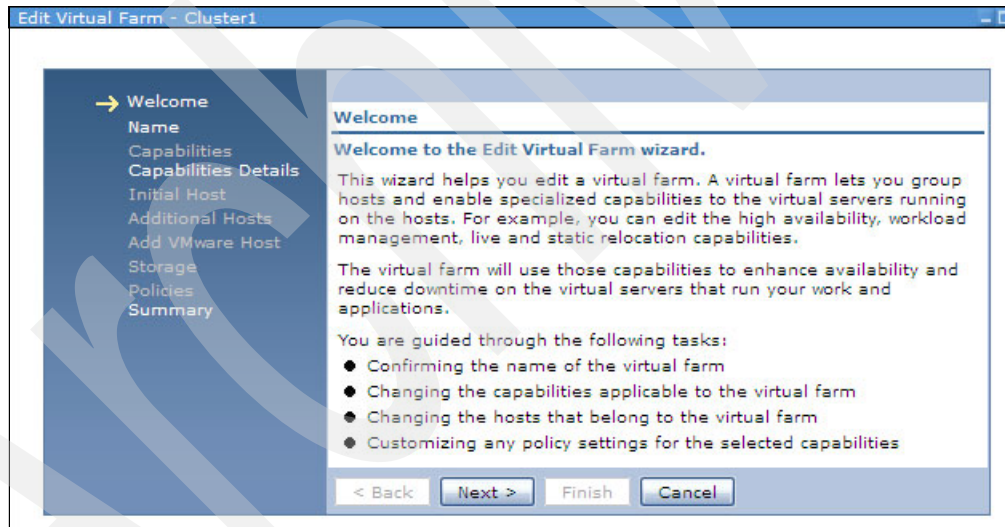 Edit Virtual Farm - Cluster1
Welcome
Name
Capabilities
Capabilities Details
Initial Host
Additional Hosts
Add VMware Host
Storage
Policies
Summary
Welcome
Welcome to the Edit Virtual Farm wizard.
This wizard helps you edit a virtual farm. A virtual farm lets you group
hosts and enable specialized capabilities to the virtual servers running
on the hosts. For example, you can edit the high availability, workload
management, live and static relocation capabilities.
The virtual farm will use those capabilities to enhance availability and
reduce downtime on the virtual servers that run your work and
applications.
You are guided through the following tasks:
● Confirming the name of the virtual farm
● Changing the capabilities applicable to the virtual farm
● Changing the hosts that belong to the virtual farm
● Customizing any policy settings for the selected capabilities
< Back Next > Finish Cancel